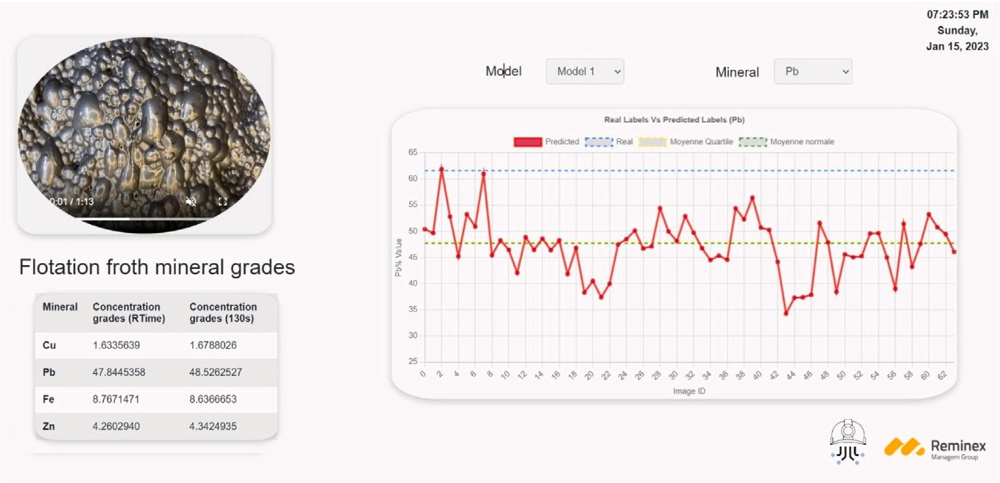 07:23:53 PM
Sunday,
Jan 15, 2023
Model
Model 1
Mineral
Pb
0:01 / 1:13
Flotation froth mineral grades
Mineral Concentration grades (RTime) Concentration grades (130s)
Cu 1.6335639 1.6788026
Pb 47.8445358 48.5262527
Fe 8.7671471 8.6366653
Zn 4.2602940 4.3424935
Real Labels Vs Predicted Labels (Pb)
Predicted Real Moyenne Quartile Moyenne normale
Pb% Value
65
60
55
50
45
40
35
30
25
0 2 4 6 8 10 12 14 16 18 20 22 24 26 28 30 32 34 36 38 40 42 44 46 48 50 52 54 56 58 60 62
Image ID
Reminex
Managem Group